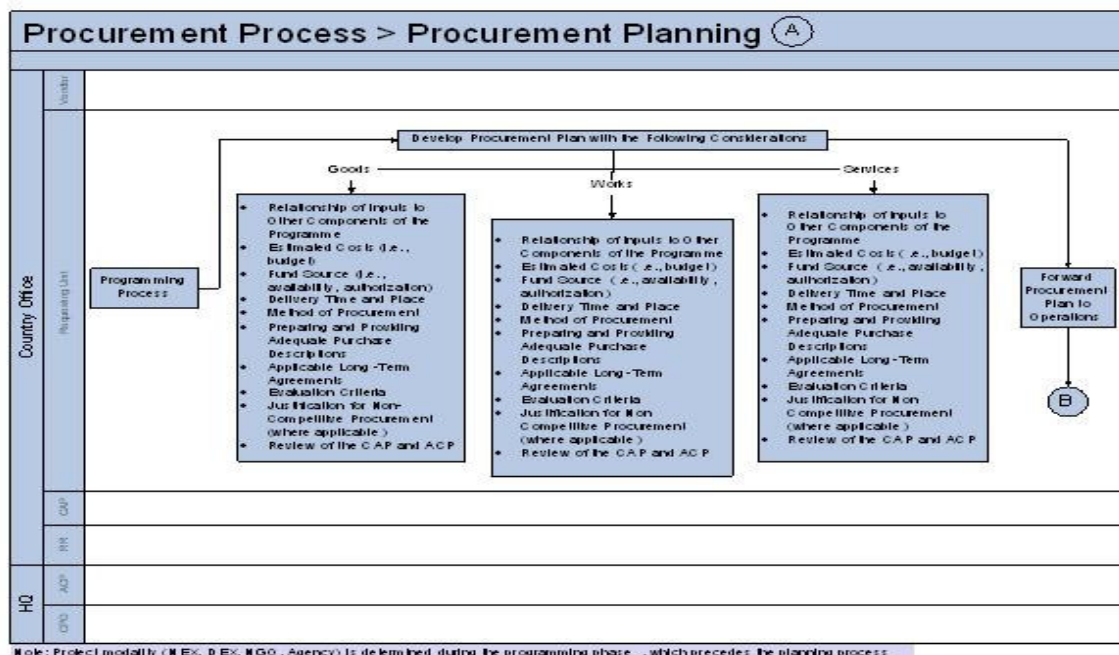 Procurement Process > Procurement Planning A
Vendor
Country Office
Requisitioning Unit
Develop Procurement Plan with the Following Considerations
Goods
Works
Services
Programming
Process
• Relationship of Inputs to
Other Components of the
Programme
• Estimated Costs (i.e.,
budget)
• Fund Source (i.e.,
availability, authorization)
• Delivery Time and Place
• Method of Procurement
• Preparing and Providing
Adequate Purchase
Descriptions
• Applicable Long-Term
Agreements
• Evaluation Criteria
• Justification for Non-
Competitive Procurement
(where applicable)
• Review of the CAP and ACP
• Relationship of Inputs to Other
Components of the Programme
• Estimated Costs (.e., budget)
• Fund Source (.e., availability,
authorization)
• Delivery Time and Place
• Method of Procurement
• Preparing and Providing
Adequate Purchase
Descriptions
• Applicable Long-Term
Agreements
• Evaluation Criteria
• Justification for Non
Competitive Procurement
(where applicable)
• Review of the CAP and ACP
• Relationship of Inputs to
Other Components of the
Programme
• Estimated Costs (.e., budget)
• Fund Source (.e., availability,
authorization)
• Delivery Time and Place
• Method of Procurement
• Preparing and Providing
Adequate Purchase
Descriptions
• Applicable Long-Term
Agreements
• Evaluation Criteria
• Justification for Non
Competitive Procurement
(where applicable)
• Review of the CAP and ACP
Forward
Procurement
Plan to
Operations
B
CAP
RR
HQ
ACP
CPO
Note: Project modality (NEX, DEX, NGO, Agency) is determined during the programming phase, which precedes the planning process